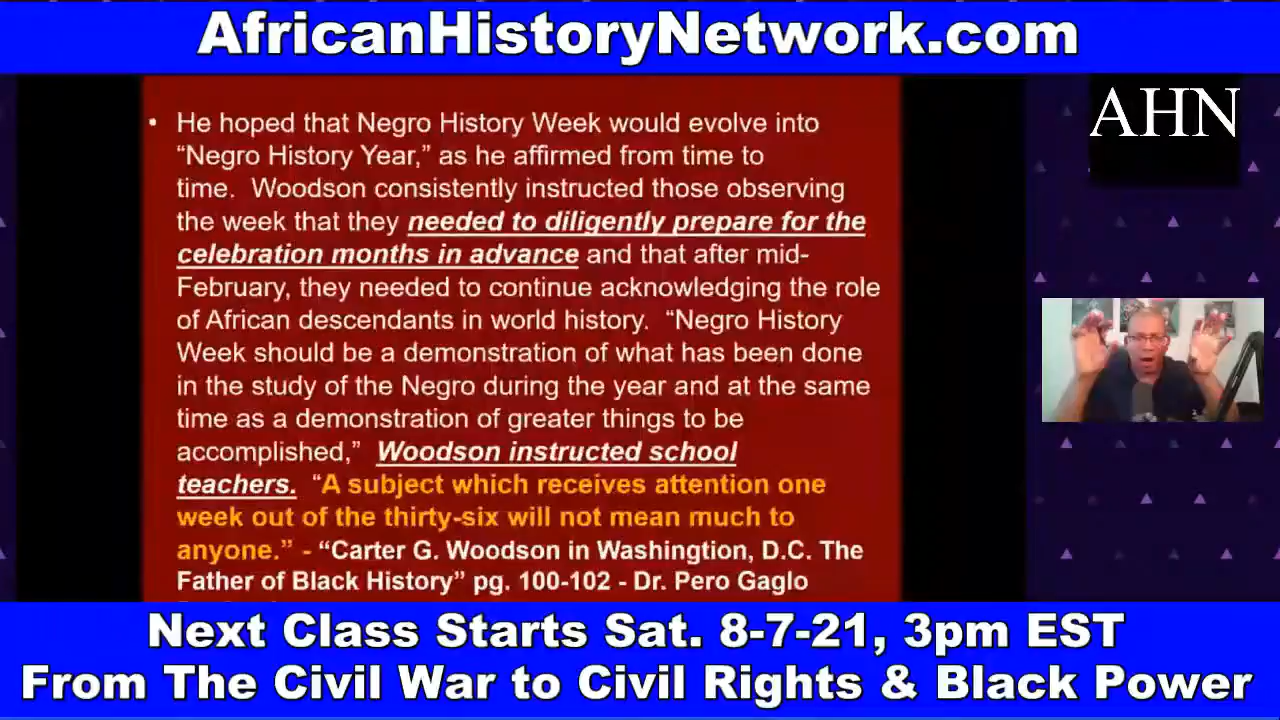 AfricanHistoryNetwork.com
AHN
• He hoped that Negro History Week would evolve into
“Negro History Year,” as he affirmed from time to
time.  Woodson consistently instructed those observing
the week that they needed to diligently prepare for the
celebration months in advance and that after mid-
February, they needed to continue acknowledging the role
of African descendants in world history.  “Negro History
Week should be a demonstration of what has been done
in the study of the Negro during the year and at the same
time as a demonstration of greater things to be
accomplished,”  Woodson instructed school
teachers.  “A subject which receives attention one
week out of the thirty-six will not mean much to
anyone.” - “Carter G. Woodson in Washingtion, D.C. The
Father of Black History” pg. 100-102 - Dr. Pero Gaglo
Next Class Starts Sat. 8-7-21, 3pm EST
From The Civil War to Civil Rights & Black Power